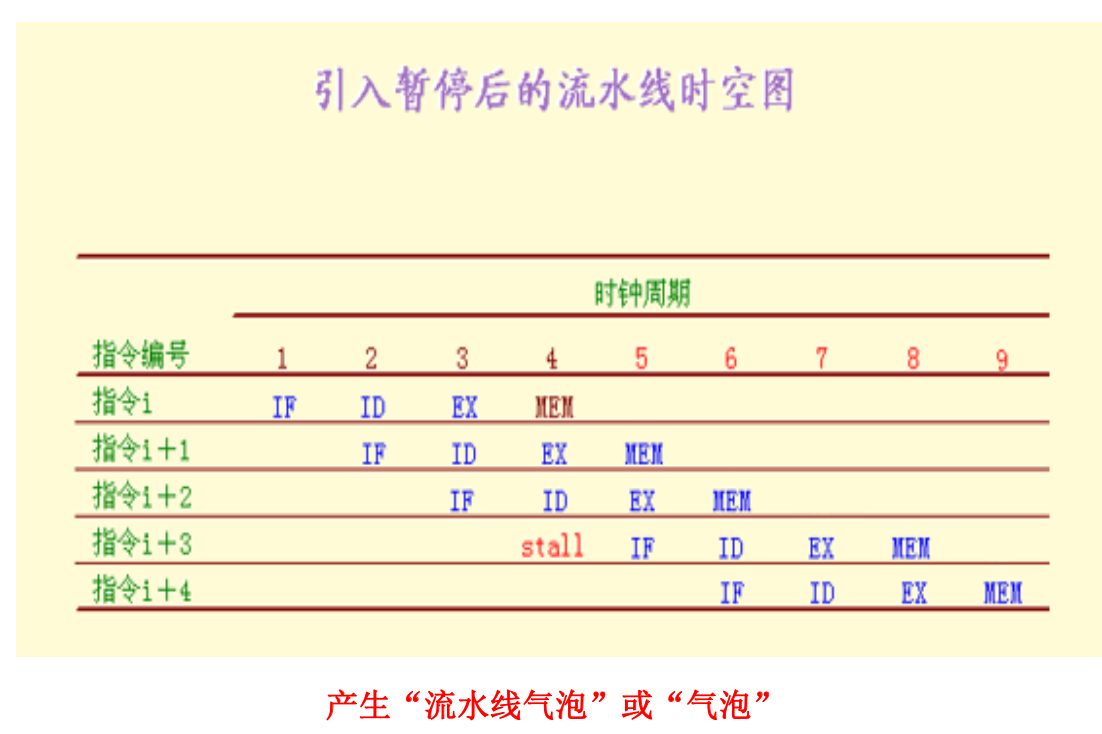 引入暂停后的流水线时空图
时钟周期
指令编号 1 2 3 4 5 6 7 8 9
指令i IF ID EX MEM
指令i+1 IF ID EX MEM
指令i+2 IF ID EX MEM
指令i+3 stall IF ID EX MEM
指令i+4 IF ID EX MEM
产生“流水线气泡”或“气泡”